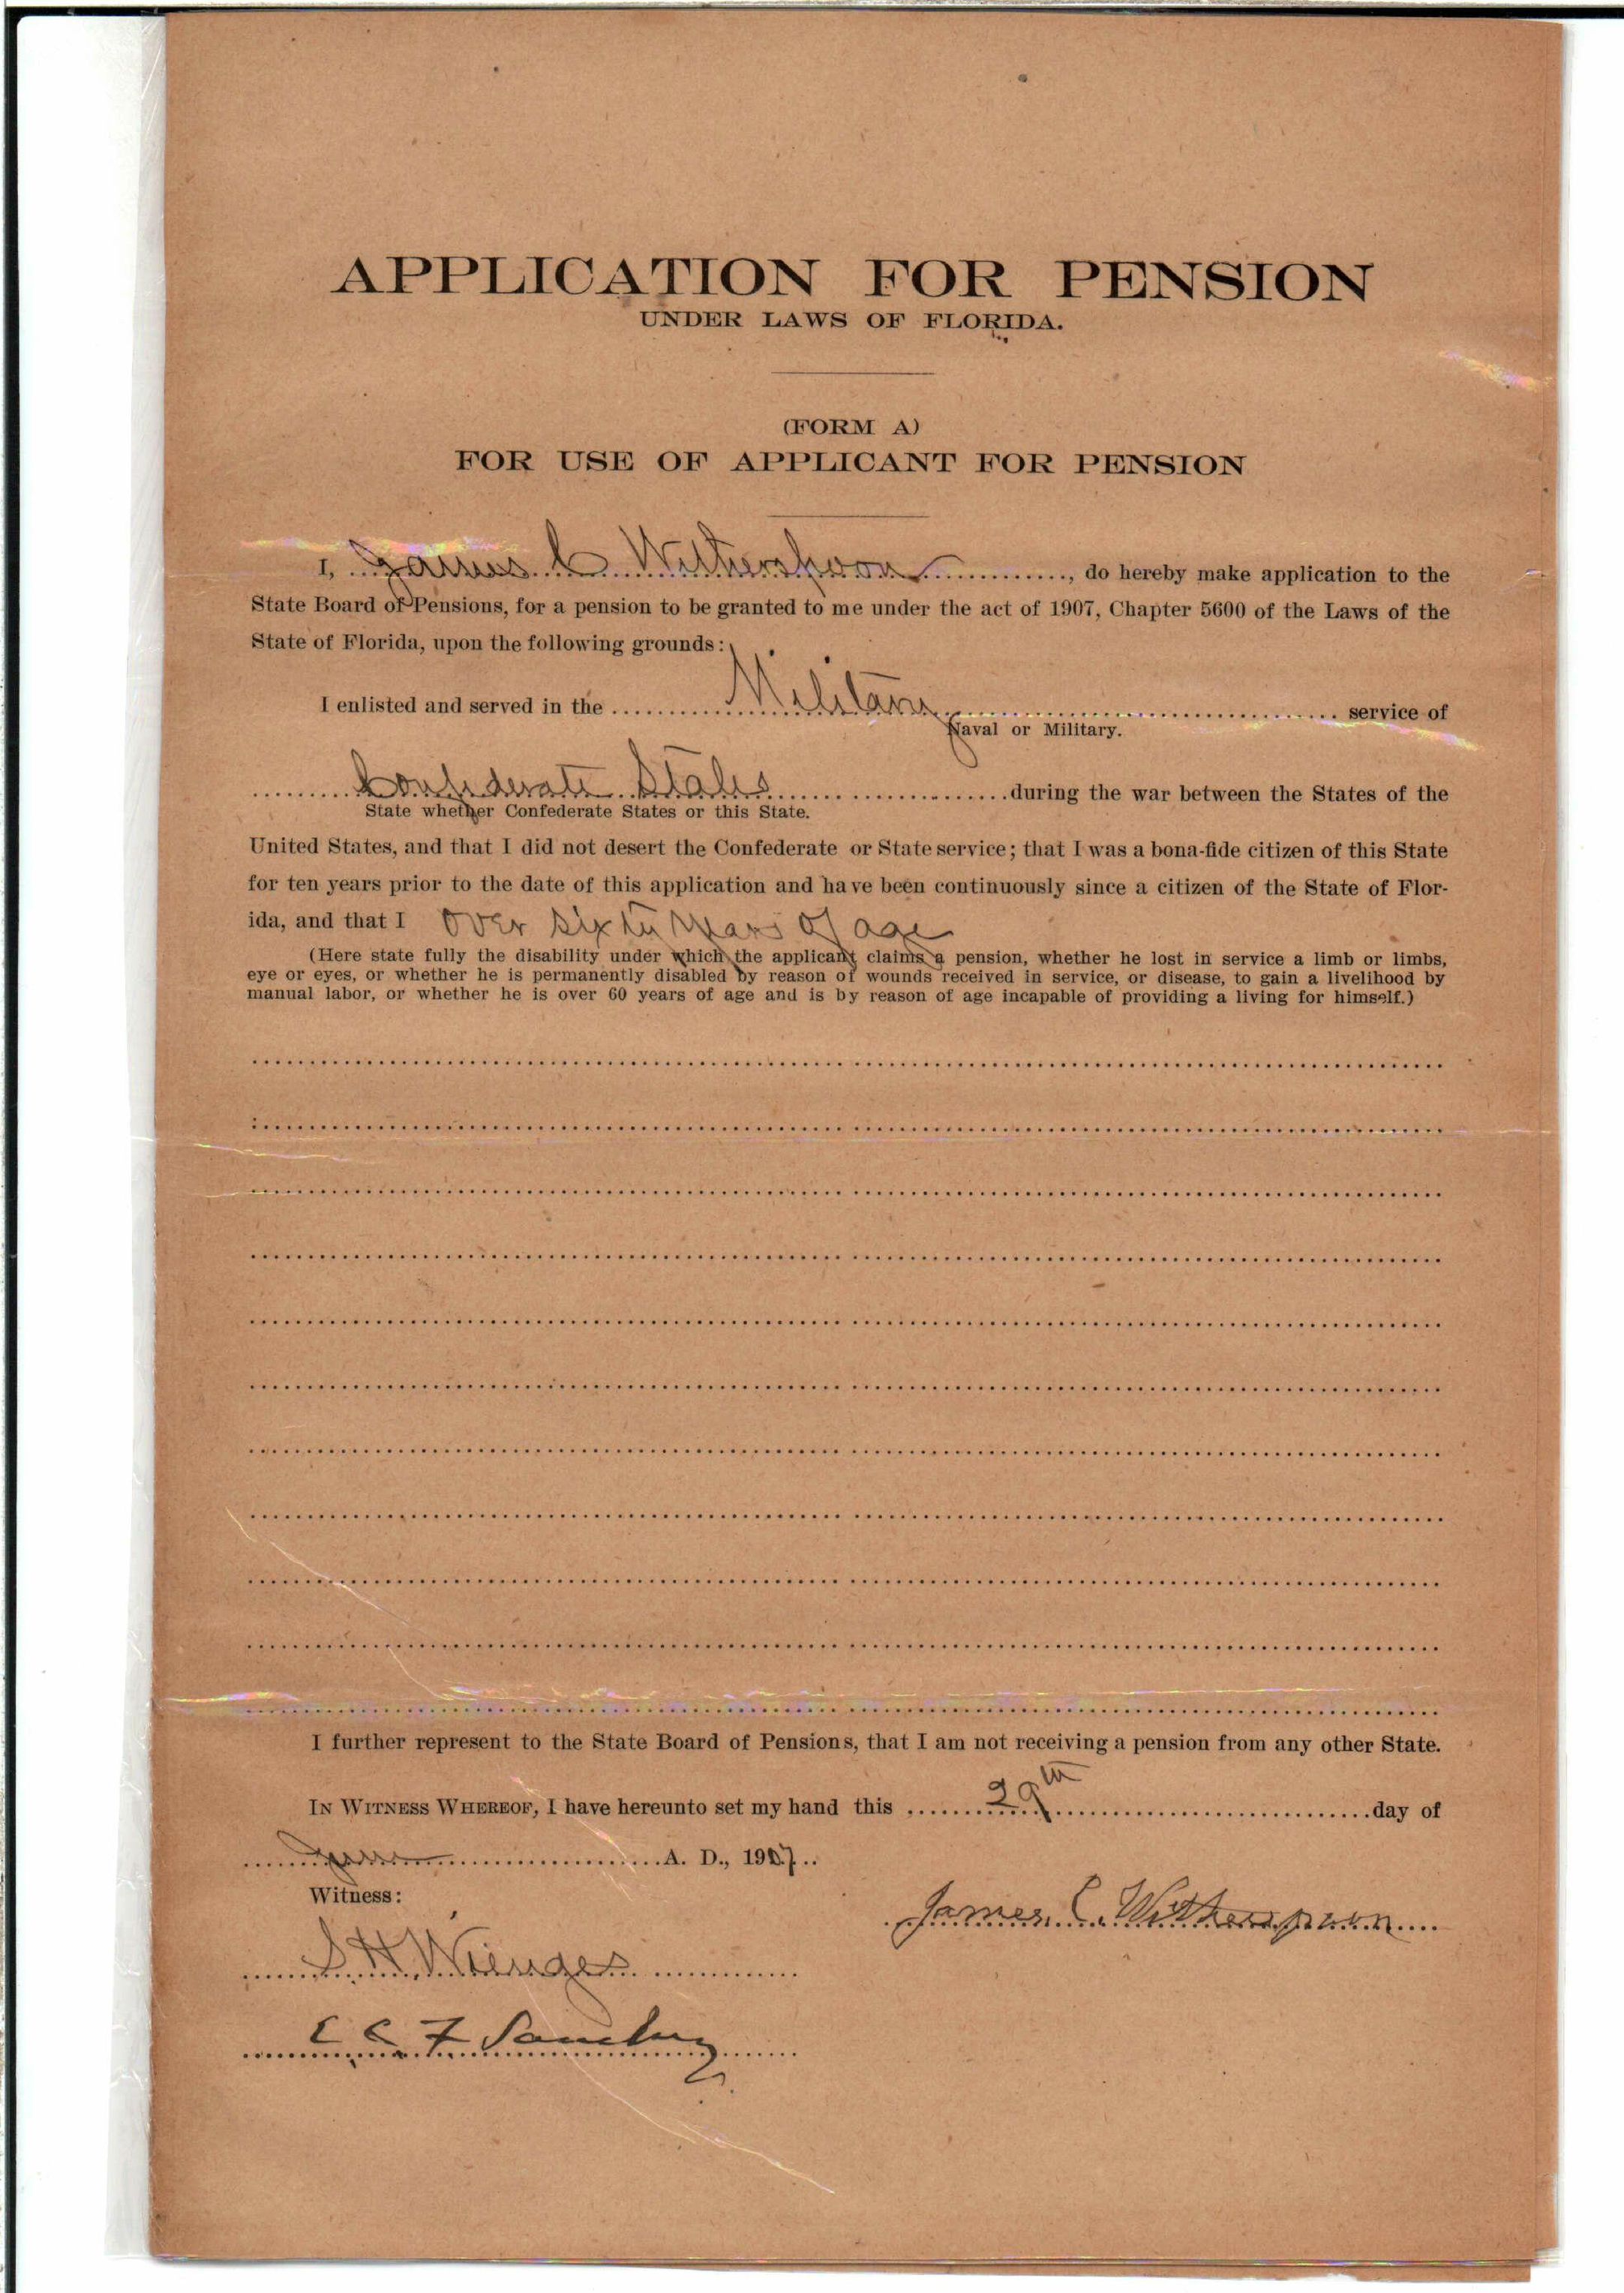 APPLICATION FOR PENSION
UNDER LAWS OF FLORIDA.
(FORM A)
FOR USE OF APPLICANT FOR PENSION
I, James C Witherspoon, do hereby make application to the
State Board of Pensions, for a pension to be granted to me under the act of 1907, Chapter 5600 of the Laws of the
State of Florida, upon the following grounds:
I enlisted and served in the Military service of
Naval or Military.
Confederate States during the war between the States of the
State whether Confederate States or this State.
United States, and that I did not desert the Confederate or State service; that I was a bona-fide citizen of this State
for ten years prior to the date of this application and have been continuously since a citizen of the State of Flor-
ida, and that I over sixty years of age
(Here state fully the disability under which the applicant claims a pension, whether he lost in service a limb or limbs,
eye or eyes, or whether he is permanently disabled by reason of wounds received in service, or disease, to gain a livelihood by
manual labor, or whether he is over 60 years of age and is by reason of age incapable of providing a living for himself.)
I further represent to the State Board of Pensions, that I am not receiving a pension from any other State.
IN WITNESS WHEREOF, I have hereunto set my hand this 29th day of
A. D., 1907
Witness:
James C. Witherspoon
S H Wienges